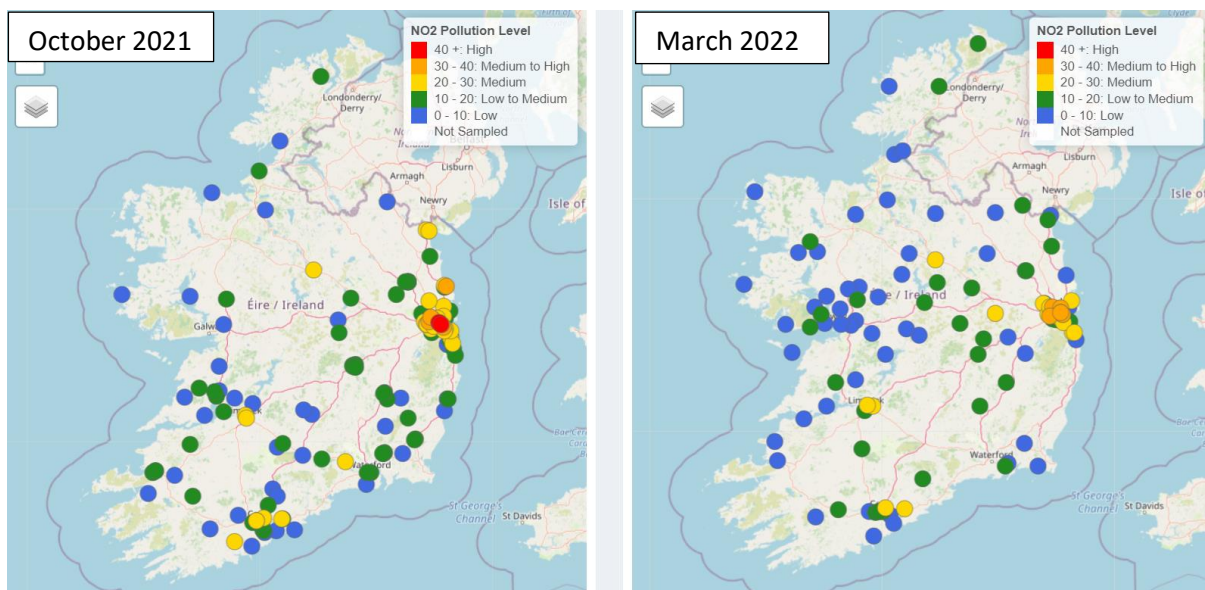 October 2021
NO2 Pollution Level
40 +: High
30 - 40: Medium to High
20 - 30: Medium
10 - 20: Low to Medium
0 - 10: Low
Not Sampled
Londonderry/
Derry
Lisburn
Armagh
Newry
Isle of
Éire / Ireland
Galw
St George's
Channel
St Davids
March 2022
NO2 Pollution Level
40 +: High
30 - 40: Medium to High
20 - 30: Medium
10 - 20: Low to Medium
0 - 10: Low
Not Sampled
Londonderry/
Derry
Lisburn
Armagh
Newry
Isle of
ire / Ireland
Waterford
St George's
Channel
St Davids